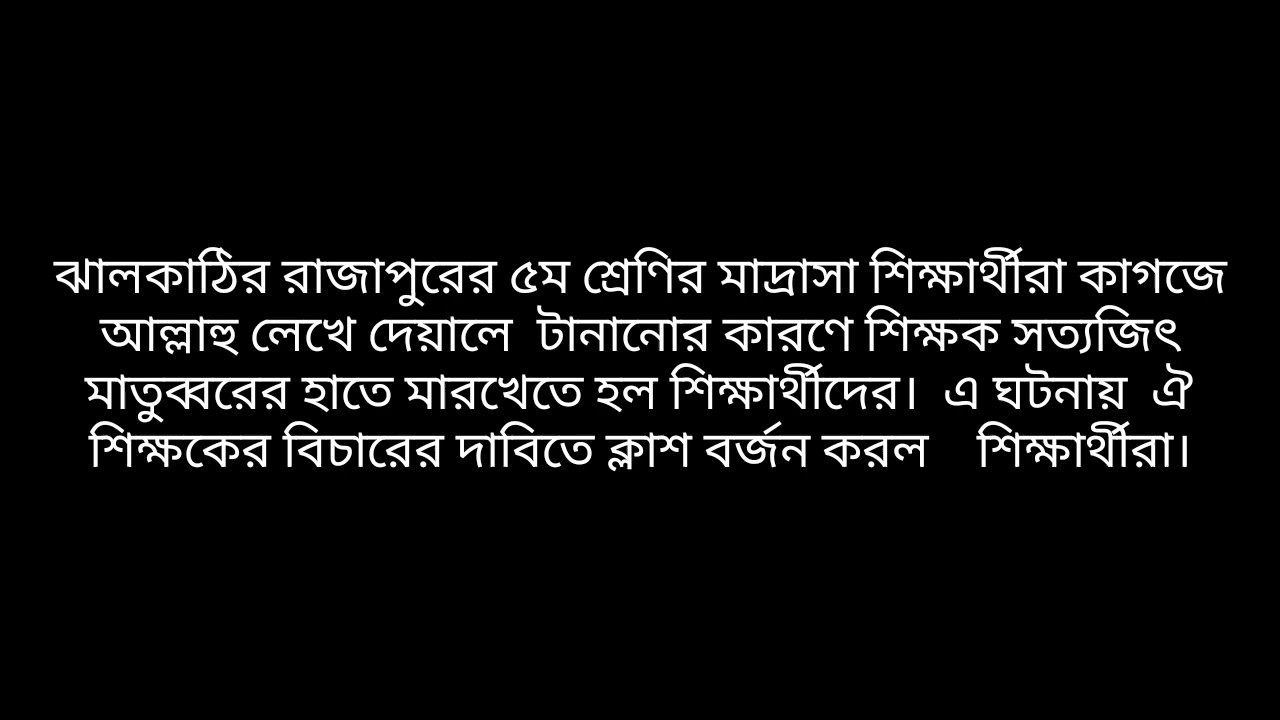 ঝালকাঠির রাজাপুরের ৫ম শ্রেণির মাদ্রাসা শিক্ষার্থীরা কাগজে
আল্লাহু লেখে দেয়ালে  টানানোর কারণে শিক্ষক সত্যজিৎ
মাতুব্বরের হাতে মারখেতে হল শিক্ষার্থীদের।  এ ঘটনায়  ঐ
শিক্ষকের বিচারের দাবিতে ক্লাশ বর্জন করল    শিক্ষার্থীরা।